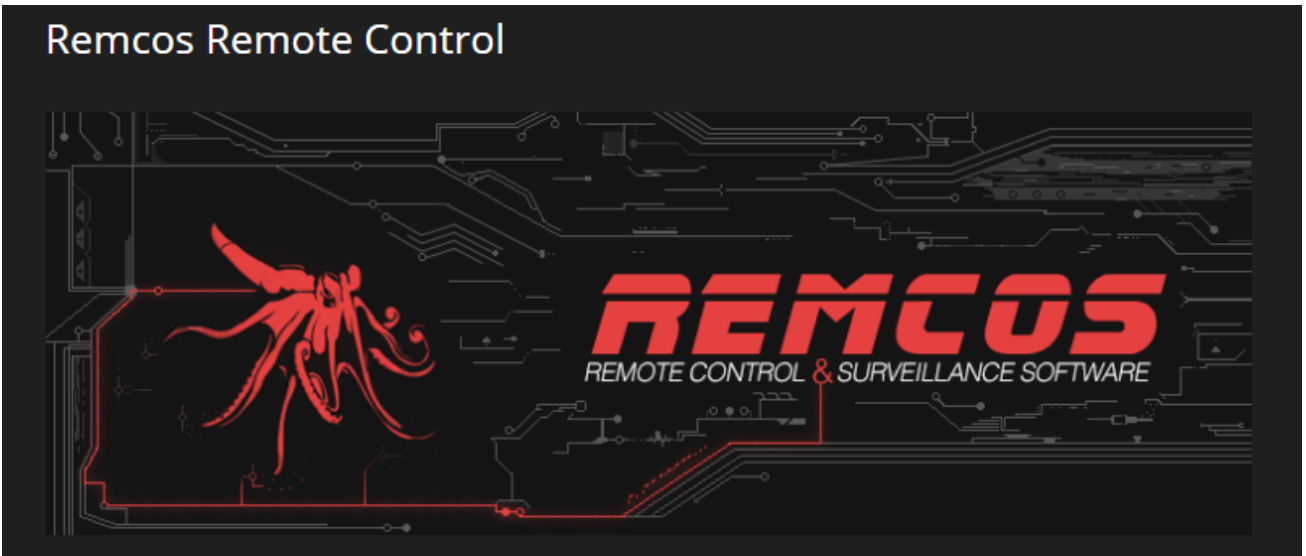 Remcos Remote Control
REMCOS
REMOTE CONTROL & SURVEILLANCE SOFTWARE